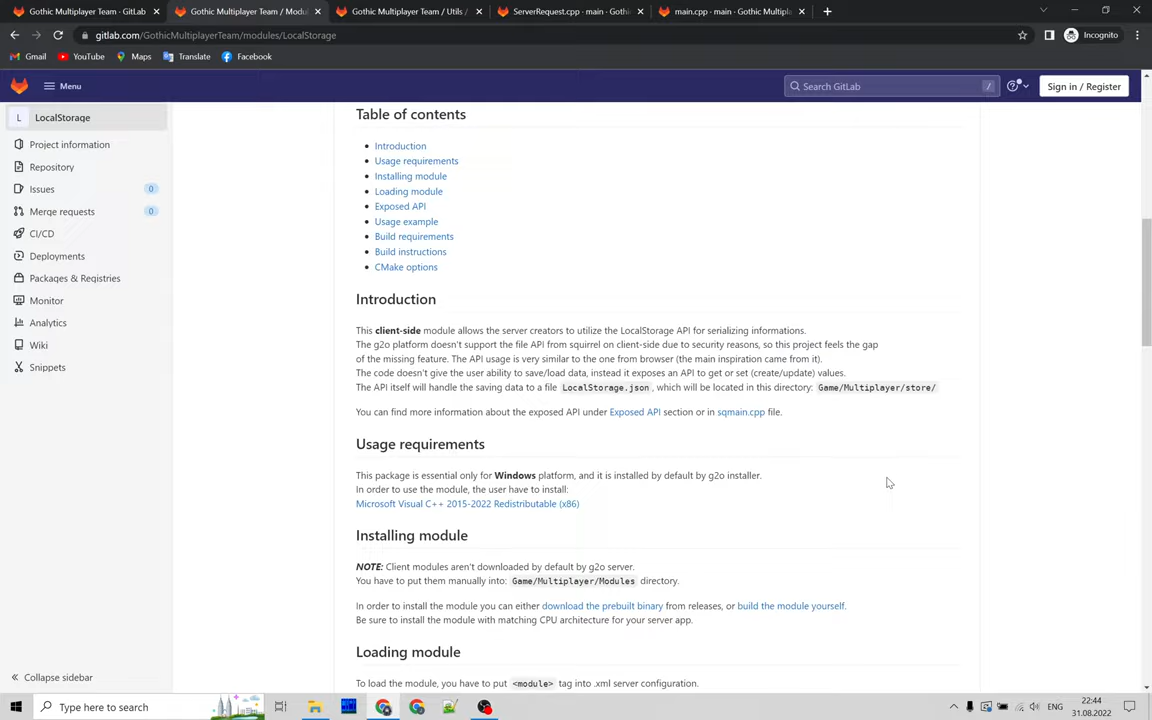 Gothic Multiplayer Team · GitLab
Gothic Multiplayer Team / Modul
Gothic Multiplayer Team / Utils /
ServerRequest.cpp · main · Gothi
main.cpp · main · Gothic Multipl
gitlab.com/GothicMultiplayerTeam/modules/LocalStorage
Incognito
Gmail
YouTube
Maps
Translate
Facebook
Menu
Search GitLab
/
Sign in / Register
L
LocalStorage
Project information
Repository
Issues
0
Merge requests
0
CI/CD
Deployments
Packages & Registries
Monitor
Analytics
Wiki
Snippets
Collapse sidebar
Table of contents
Introduction
Usage requirements
Installing module
Loading module
Exposed API
Usage example
Build requirements
Build instructions
CMake options
Introduction
This client-side module allows the server creators to utilize the LocalStorage API for serializing informations.
The g2o platform doesn't support the file API from squirrel on client-side due to security reasons, so this project feels the gap
of the missing feature. The API usage is very similar to the one from browser (the main inspiration came from it).
The code doesn't give the user ability to save/load data, instead it exposes an API to get or set (create/update) values.
The API itself will handle the saving data to a file LocalStorage.json, which will be located in this directory: Game/Multiplayer/store/
You can find more information about the exposed API under Exposed API section or in sqmain.cpp file.
Usage requirements
This package is essential only for Windows platform, and it is installed by default by g2o installer.
In order to use the module, the user have to install:
Microsoft Visual C++ 2015-2022 Redistributable (x86)
Installing module
NOTE: Client modules aren't downloaded by default by g2o server.
You have to put them manually into: Game/Multiplayer/Modules directory.
In order to install the module you can either download the prebuilt binary from releases, or build the module yourself.
Be sure to install the module with matching CPU architecture for your server app.
Loading module
To load the module, you have to put <module> tag into .xml server configuration.
Type here to search
ENG
22:44
31.08.2022